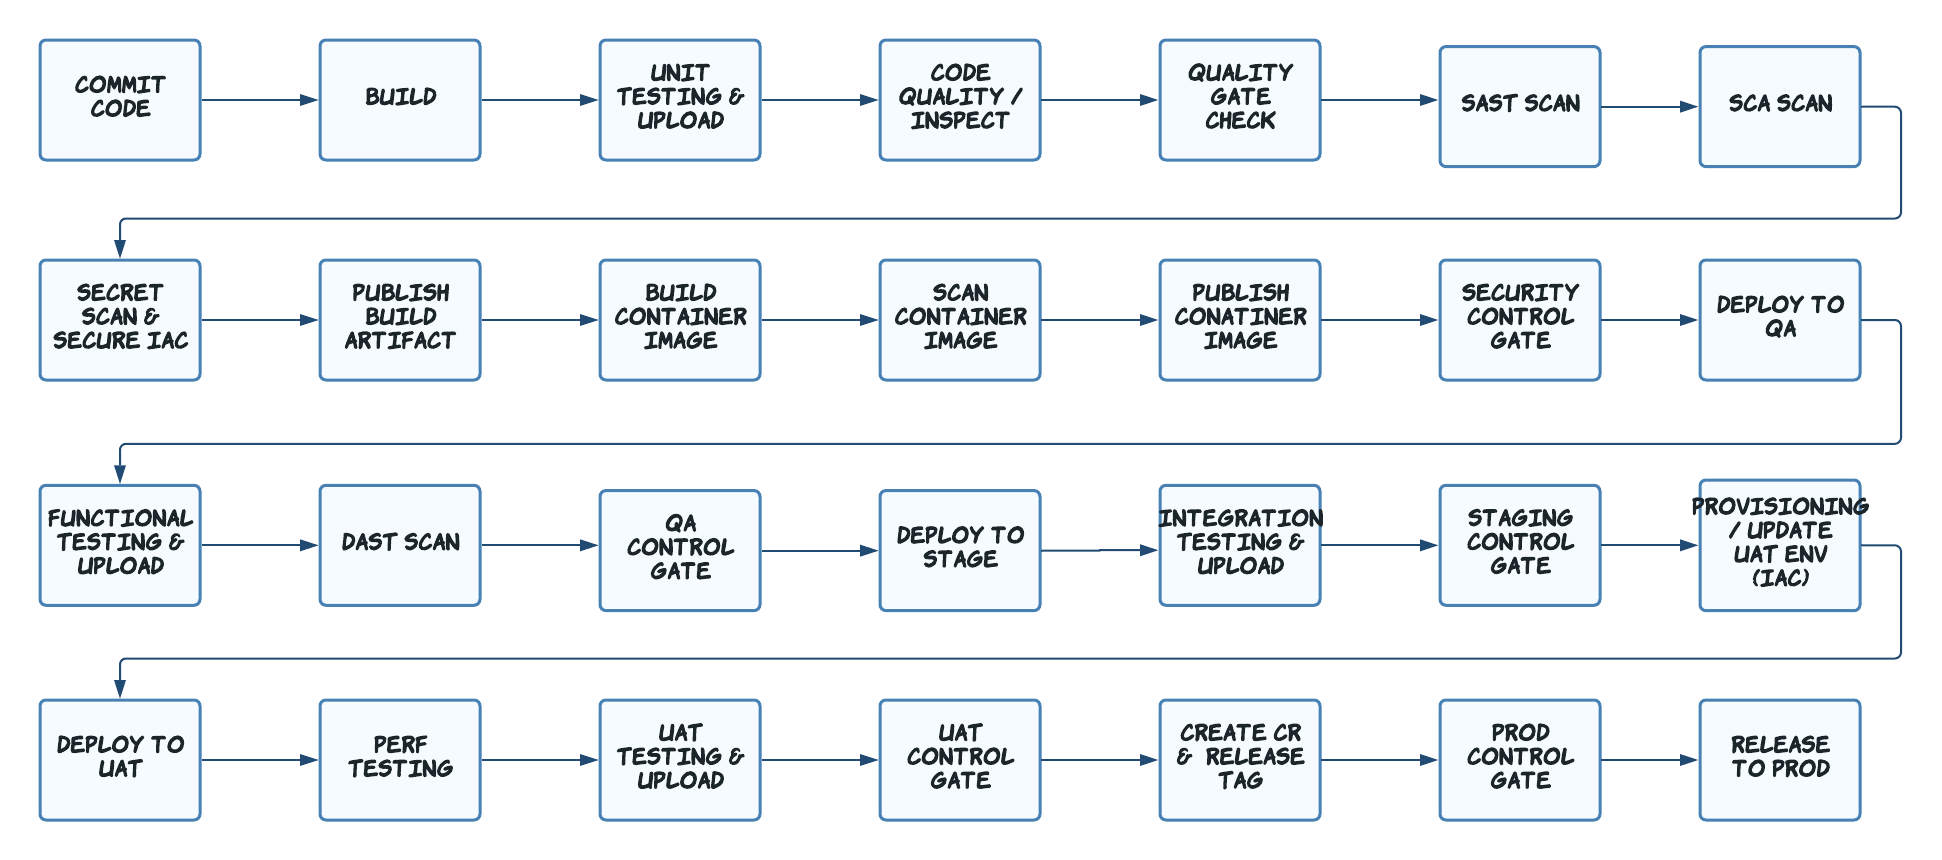 COMMIT
CODE
BUILD
UNIT
TESTING &
UPLOAD
CODE
QUALITY /
INSPECT
QUALITY
GATE
CHECK
SAST SCAN
SCA SCAN
SECRET
SCAN &
SECURE IAC
PUBLISH
BUILD
ARTIFACT
BUILD
CONTAINER
IMAGE
SCAN
CONTAINER
IMAGE
PUBLISH
CONATINER
IMAGE
SECURITY
CONTROL
GATE
DEPLOY TO
QA
FUNCTIONAL
TESTING &
UPLOAD
DAST SCAN
QA
CONTROL
GATE
DEPLOY TO
STAGE
INTEGRATION
TESTING &
UPLOAD
STAGING
CONTROL
GATE
PROVISIONING
/ UPDATE
UAT ENV
(IAC)
DEPLOY TO
UAT
PERF
TESTING
UAT
TESTING &
UPLOAD
UAT
CONTROL
GATE
CREATE CR
& RELEASE
TAG
PROD
CONTROL
GATE
RELEASE
TO PROD